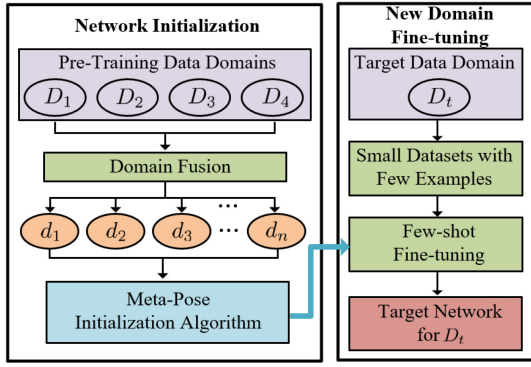 Network Initialization
Pre-Training Data Domains
D1 D2 D3 D4
Domain Fusion
d1 d2 d3 ... ... dn
Meta-Pose
Initialization Algorithm
New Domain
Fine-tuning
Target Data Domain
Dt
Small Datasets with
Few Examples
Few-shot
Fine-tuning
Target Network
for Dt